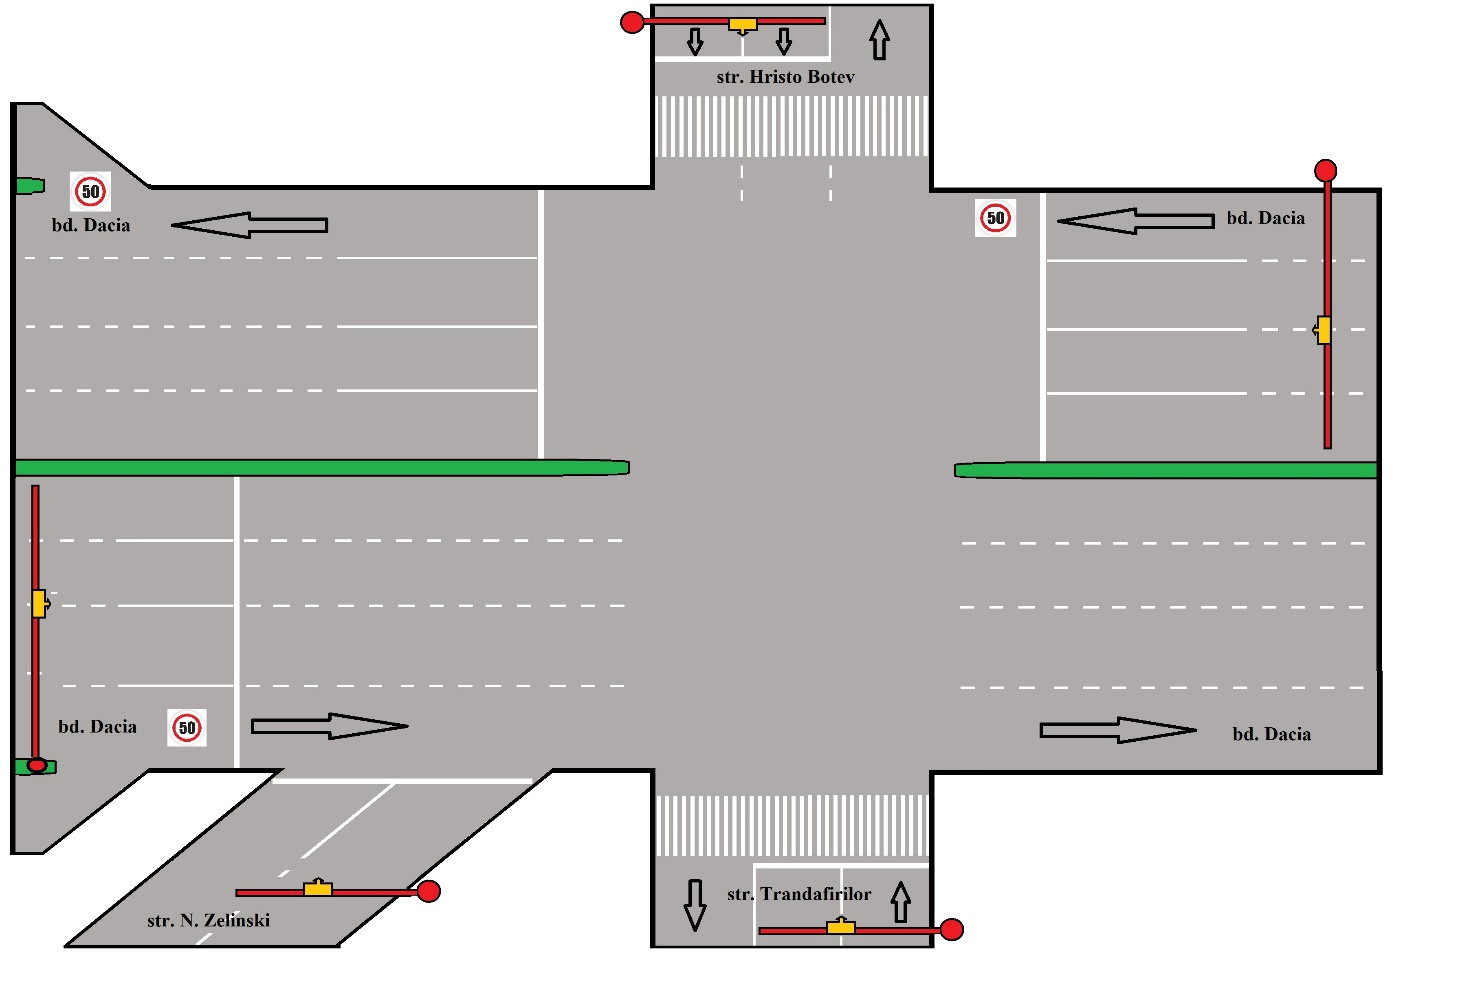 str. Hristo Botev
50
bd. Dacia
50
bd. Dacia
bd. Dacia
50
bd. Dacia
str. N. Zelinski
str. Trandafirilor